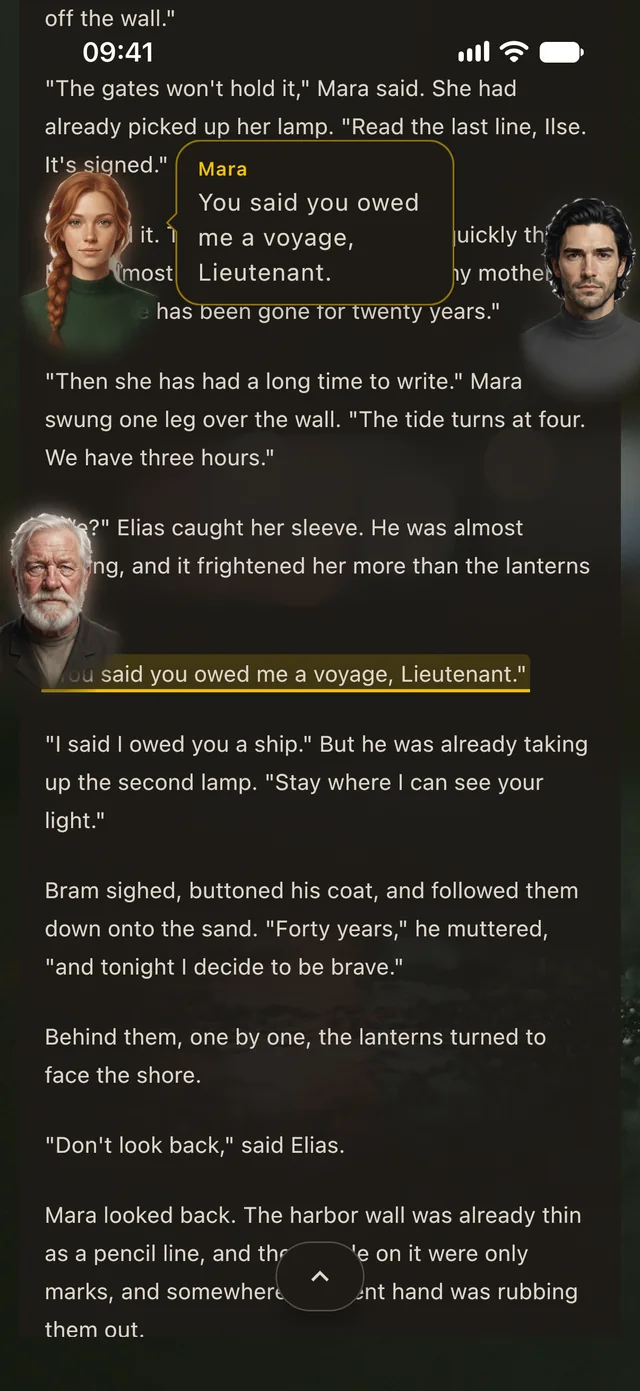 off the wall."
09:41
"The gates won't hold it," Mara said. She had
already picked up her lamp. "Read the last line, Ilse.
It's signed."
Mara
You said you owed
me a voyage,
Lieutenant.
it.
has been gone for twenty years."
"Then she has had a long time to write." Mara
swung one leg over the wall. "The tide turns at four.
We have three hours."
Elias caught her sleeve. He was almost
and it frightened her more than the lanterns
said you owed me a voyage, Lieutenant."
"I said I owed you a ship." But he was already taking
up the second lamp. "Stay where I can see your
light."
Bram sighed, buttoned his coat, and followed them
down onto the sand. "Forty years," he muttered,
"and tonight I decide to be brave."
Behind them, one by one, the lanterns turned to
face the shore.
"Don't look back," said Elias.
Mara looked back. The harbor wall was already thin
as a pencil line, and on it were only
marks, and somewhere hand was rubbing
them out.